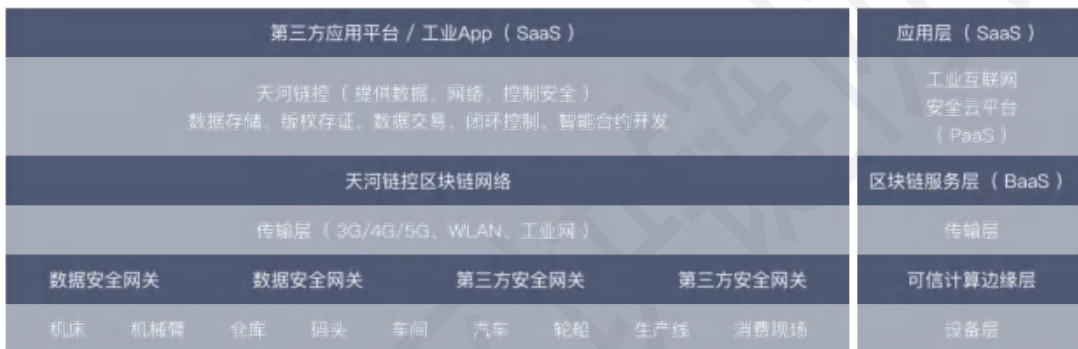 第三方应用平台 / 工业App（SaaS） 应用层（SaaS）
天河链控（提供数据、网络、控制安全）
数据存储、版权存证、数据交易、闭环控制、智能合约开发
工业互联网
安全云平台
（PaaS）
天河链控区块链网络 区块链服务层（BaaS）
传输层（3G/4G/5G、WLAN、工业网） 传输层
数据安全网关 数据安全网关 第三方安全网关 第三方安全网关 可信计算边缘层
机床 机械臂 仓库 码头 车间 汽车 轮船 生产线 消费现场 设备层